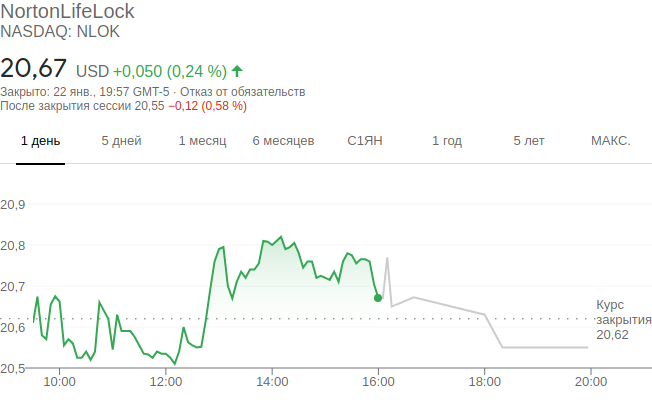 NortonLifeLock
NASDAQ: NLOK
20,67 USD +0,050 (0,24 %)
Закрыто: 22 янв., 19:57 GMT-5 · Отказ от обязательств
После закрытия сессии 20,55 −0,12 (0,58 %)
1 день 5 дней 1 месяц 6 месяцев С1ЯН 1 год 5 лет МАКС.
20,9
20,8
20,7
20,6
20,5
Курс
закрытия
20,62
10:00 12:00 14:00 16:00 18:00 20:00